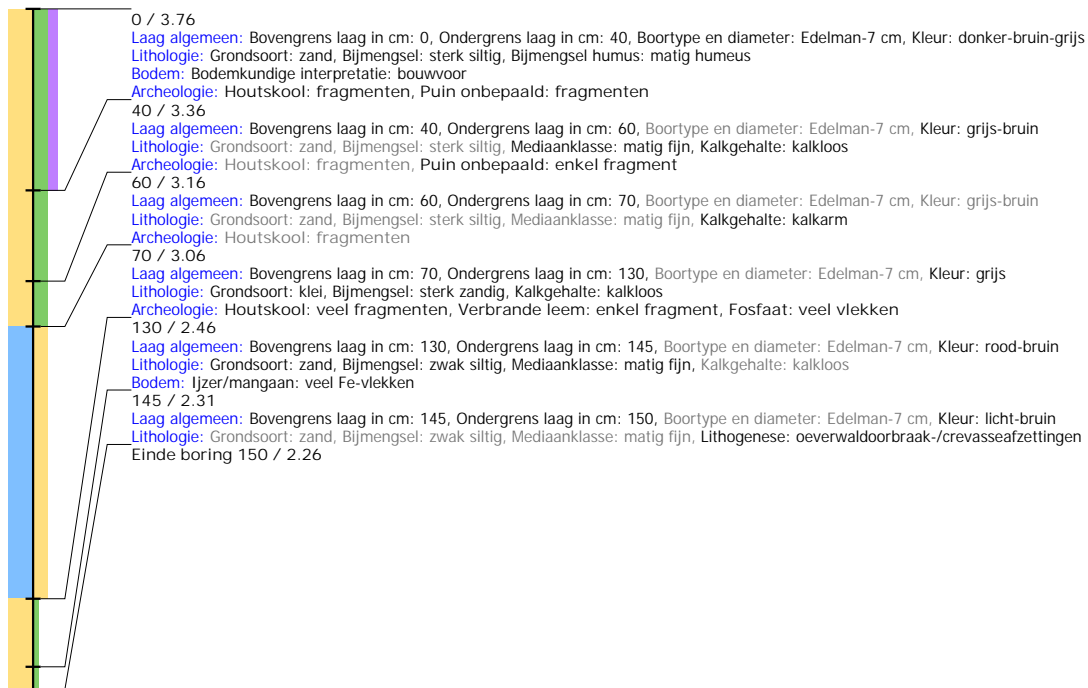 0 / 3.76
Laag algemeen: Bovengrens laag in cm: 0, Ondergrens laag in cm: 40, Boortype en diameter: Edelman-7 cm, Kleur: donker-bruin-grijs
Lithologie: Grondsoort: zand, Bijmengsel: sterk siltig, Bijmengsel humus: matig humeus
Bodem: Bodemkundige interpretatie: bouwvoor
Archeologie: Houtskool: fragmenten, Puin onbepaald: fragmenten
40 / 3.36
Laag algemeen: Bovengrens laag in cm: 40, Ondergrens laag in cm: 60, Boortype en diameter: Edelman-7 cm, Kleur: grijs-bruin
Lithologie: Grondsoort: zand, Bijmengsel: sterk siltig, Mediaanklasse: matig fijn, Kalkgehalte: kalkloos
Archeologie: Houtskool: fragmenten, Puin onbepaald: enkel fragment
60 / 3.16
Laag algemeen: Bovengrens laag in cm: 60, Ondergrens laag in cm: 70, Boortype en diameter: Edelman-7 cm, Kleur: grijs-bruin
Lithologie: Grondsoort: zand, Bijmengsel: sterk siltig, Mediaanklasse: matig fijn, Kalkgehalte: kalkarm
Archeologie: Houtskool: fragmenten
70 / 3.06
Laag algemeen: Bovengrens laag in cm: 70, Ondergrens laag in cm: 130, Boortype en diameter: Edelman-7 cm, Kleur: grijs
Lithologie: Grondsoort: klei, Bijmengsel: sterk zandig, Kalkgehalte: kalkloos
Archeologie: Houtskool: veel fragmenten, Verbrande leem: enkel fragment, Fosfaat: veel vlekken
130 / 2.46
Laag algemeen: Bovengrens laag in cm: 130, Ondergrens laag in cm: 145, Boortype en diameter: Edelman-7 cm, Kleur: rood-bruin
Lithologie: Grondsoort: zand, Bijmengsel: zwak siltig, Mediaanklasse: matig fijn, Kalkgehalte: kalkloos
Bodem: Ijzer/mangaan: veel Fe-vlekken
145 / 2.31
Laag algemeen: Bovengrens laag in cm: 145, Ondergrens laag in cm: 150, Boortype en diameter: Edelman-7 cm, Kleur: licht-bruin
Lithologie: Grondsoort: zand, Bijmengsel: zwak siltig, Mediaanklasse: matig fijn, Lithogenese: oeverwaldoorbraak-/crevasseafzettingen
Einde boring 150 / 2.26